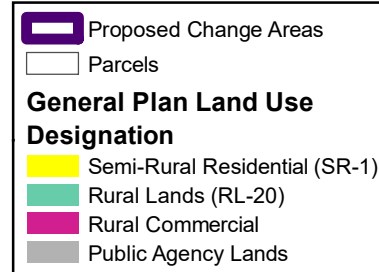 Proposed Change Areas
Parcels
General Plan Land Use
Designation
Semi-Rural Residential (SR-1)
Rural Lands (RL-20)
Rural Commercial
Public Agency Lands